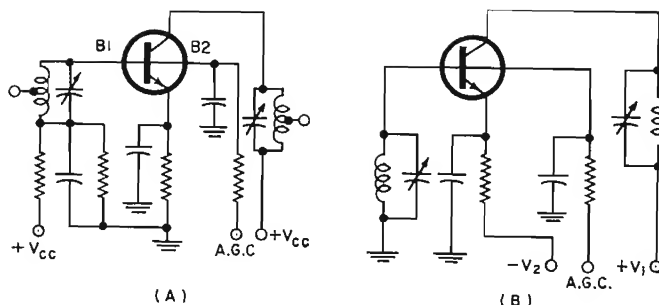 B1 B2
+ VCC
A.G.C. +VCC
(A)
-V2 A.G.C. +V1
(B)